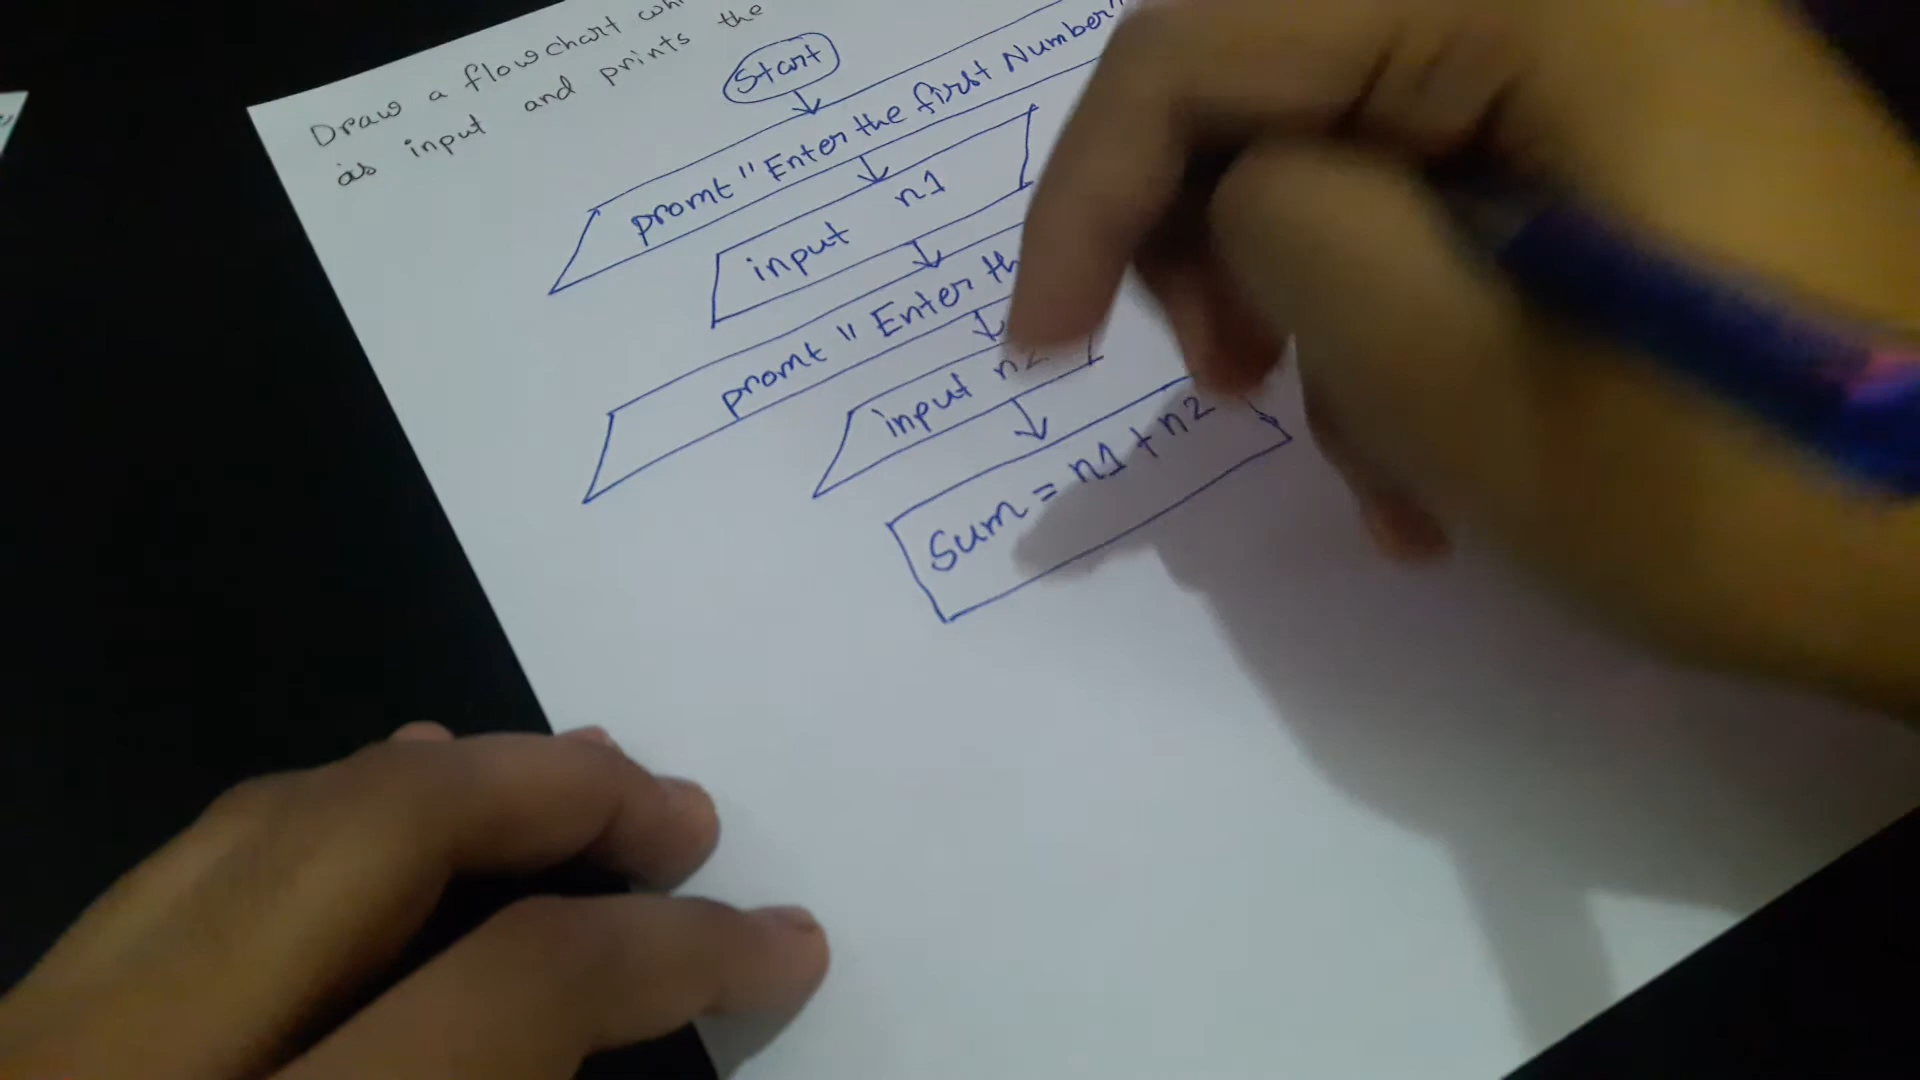 Draw a flowchart
as input and prints the
Start
promt "Enter the first Number"
input n1
promt " Enter
input
Sum = n1 + n2